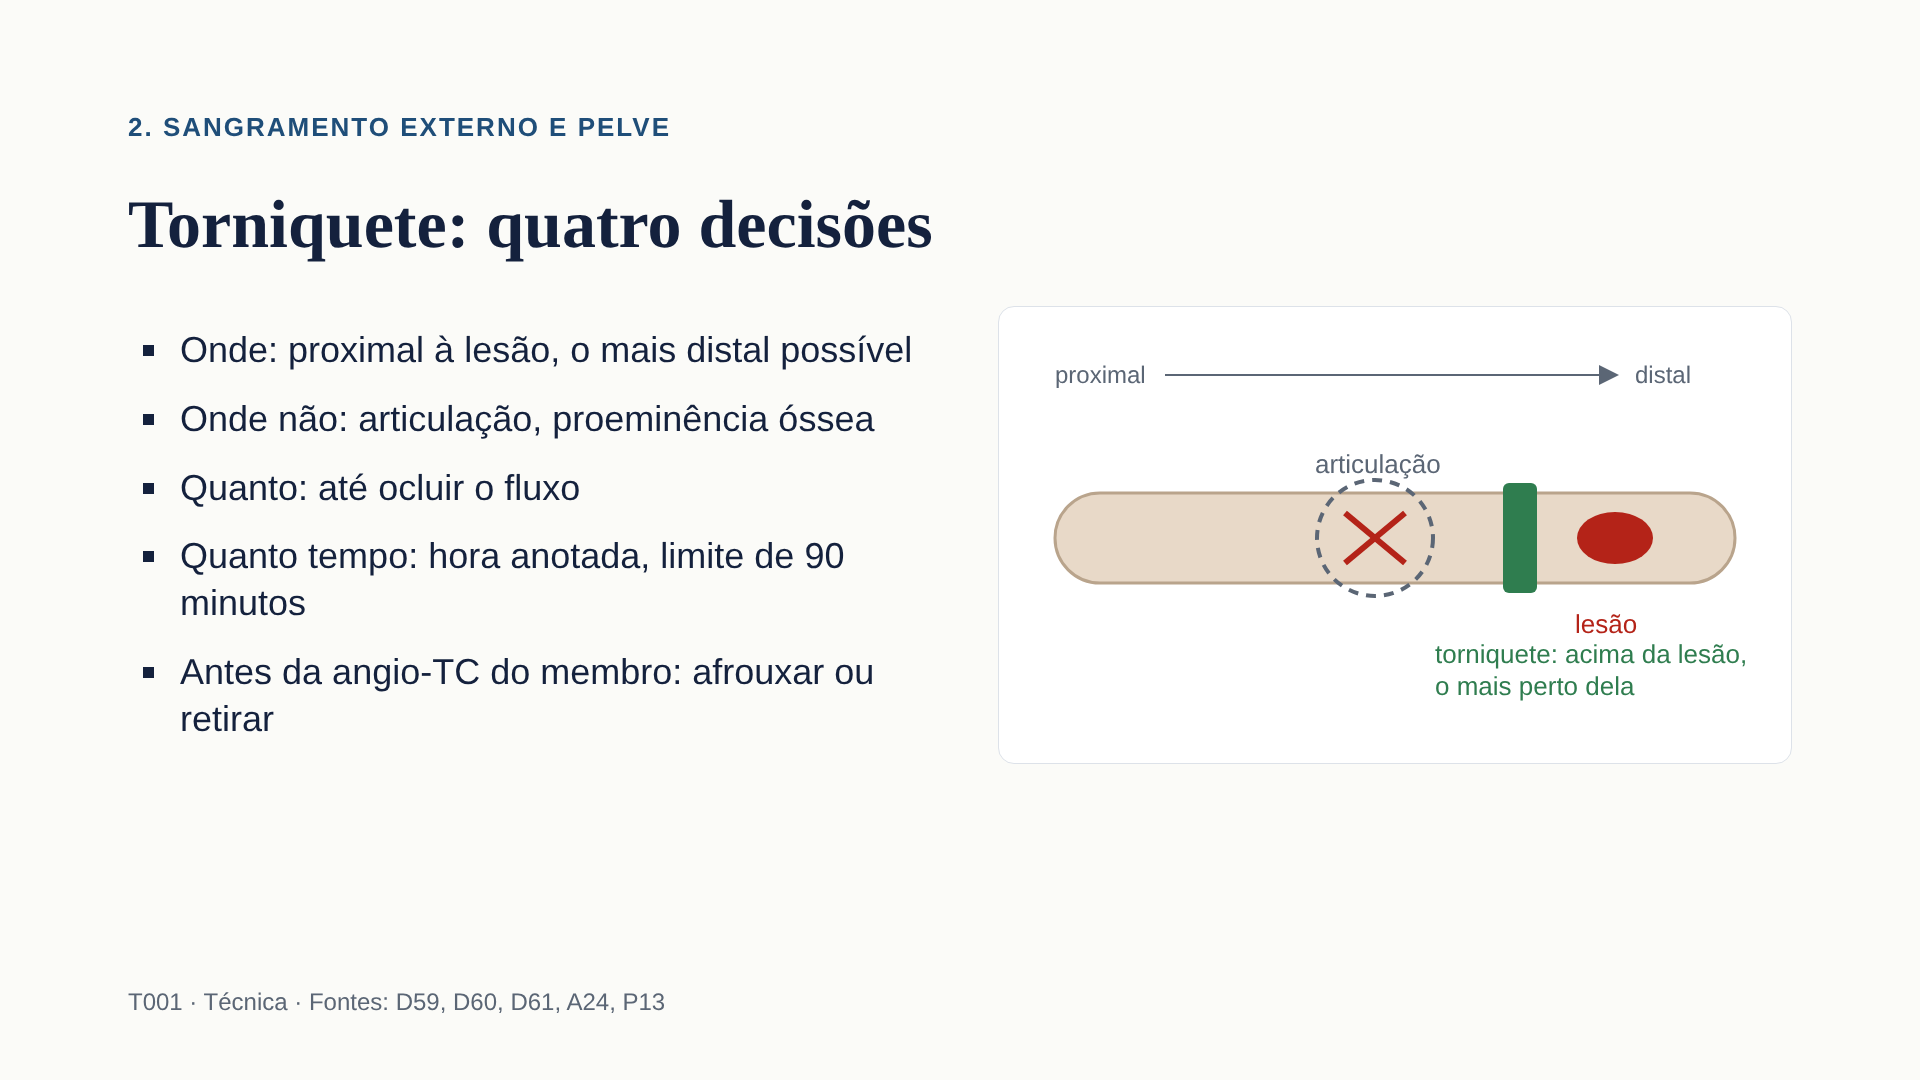 2. SANGRAMENTO EXTERNO E PELVE
Torniquete: quatro decisões
Onde: proximal à lesão, o mais distal possível
Onde não: articulação, proeminência óssea
Quanto: até ocluir o fluxo
Quanto tempo: hora anotada, limite de 90
minutos
Antes da angio-TC do membro: afrouxar ou
retirar
proximal
distal
articulação
lesão
torniquete: acima da lesão,
o mais perto dela
T001 · Técnica · Fontes: D59, D60, D61, A24, P13